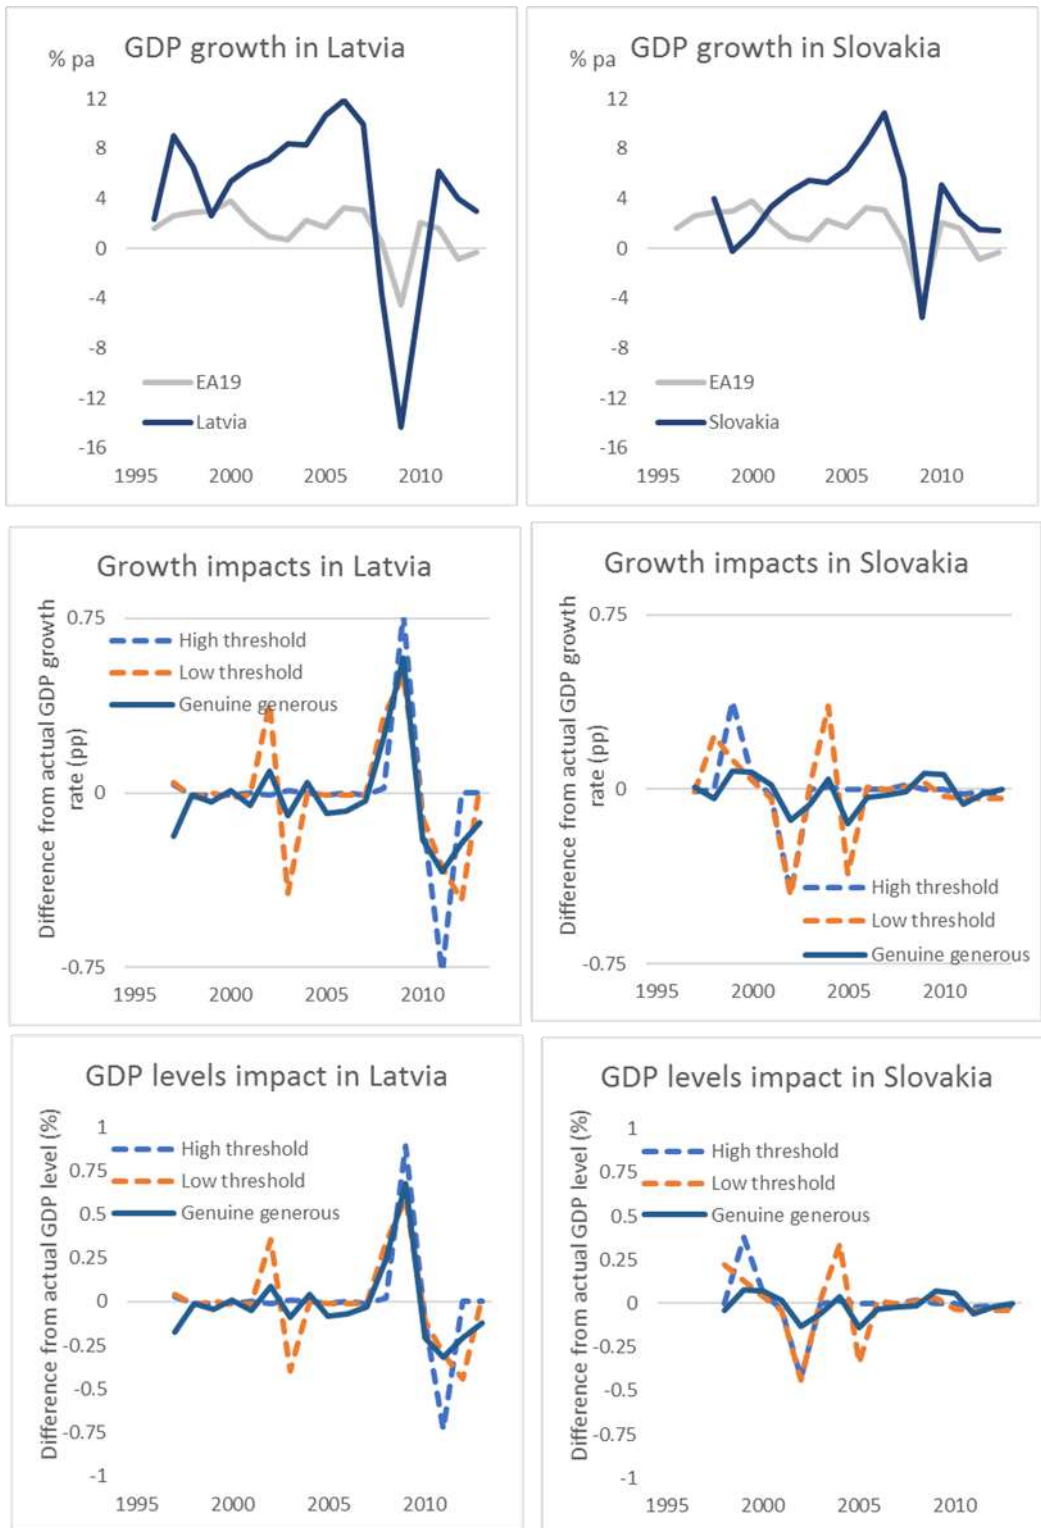 GDP growth in Latvia
% pa
12
8
4
0
-4
-8
-12
-16
EA19
Latvia
1995 2000 2005 2010
GDP growth in Slovakia
% pa
12
8
4
0
-4
-8
-12
-16
EA19
Slovakia
1995 2000 2005 2010
Growth impacts in Latvia
Difference from actual GDP growth
rate (pp)
0.75
0
-0.75
High threshold
Low threshold
Genuine generous
1995 2000 2005 2010
Growth impacts in Slovakia
Difference from actual GDP growth
rate (pp)
0.75
0
-0.75
High threshold
Low threshold
Genuine generous
1995 2000 2005 2010
GDP levels impact in Latvia
Difference from actual GDP level (%)
1
0.75
0.5
0.25
0
-0.25
-0.5
-0.75
-1
High threshold
Low threshold
Genuine generous
1995 2000 2005 2010
GDP levels impact in Slovakia
Difference from actual GDP level (%)
1
0.75
0.5
0.25
0
-0.25
-0.5
-0.75
-1
High threshold
Low threshold
Genuine generous
1995 2000 2005 2010